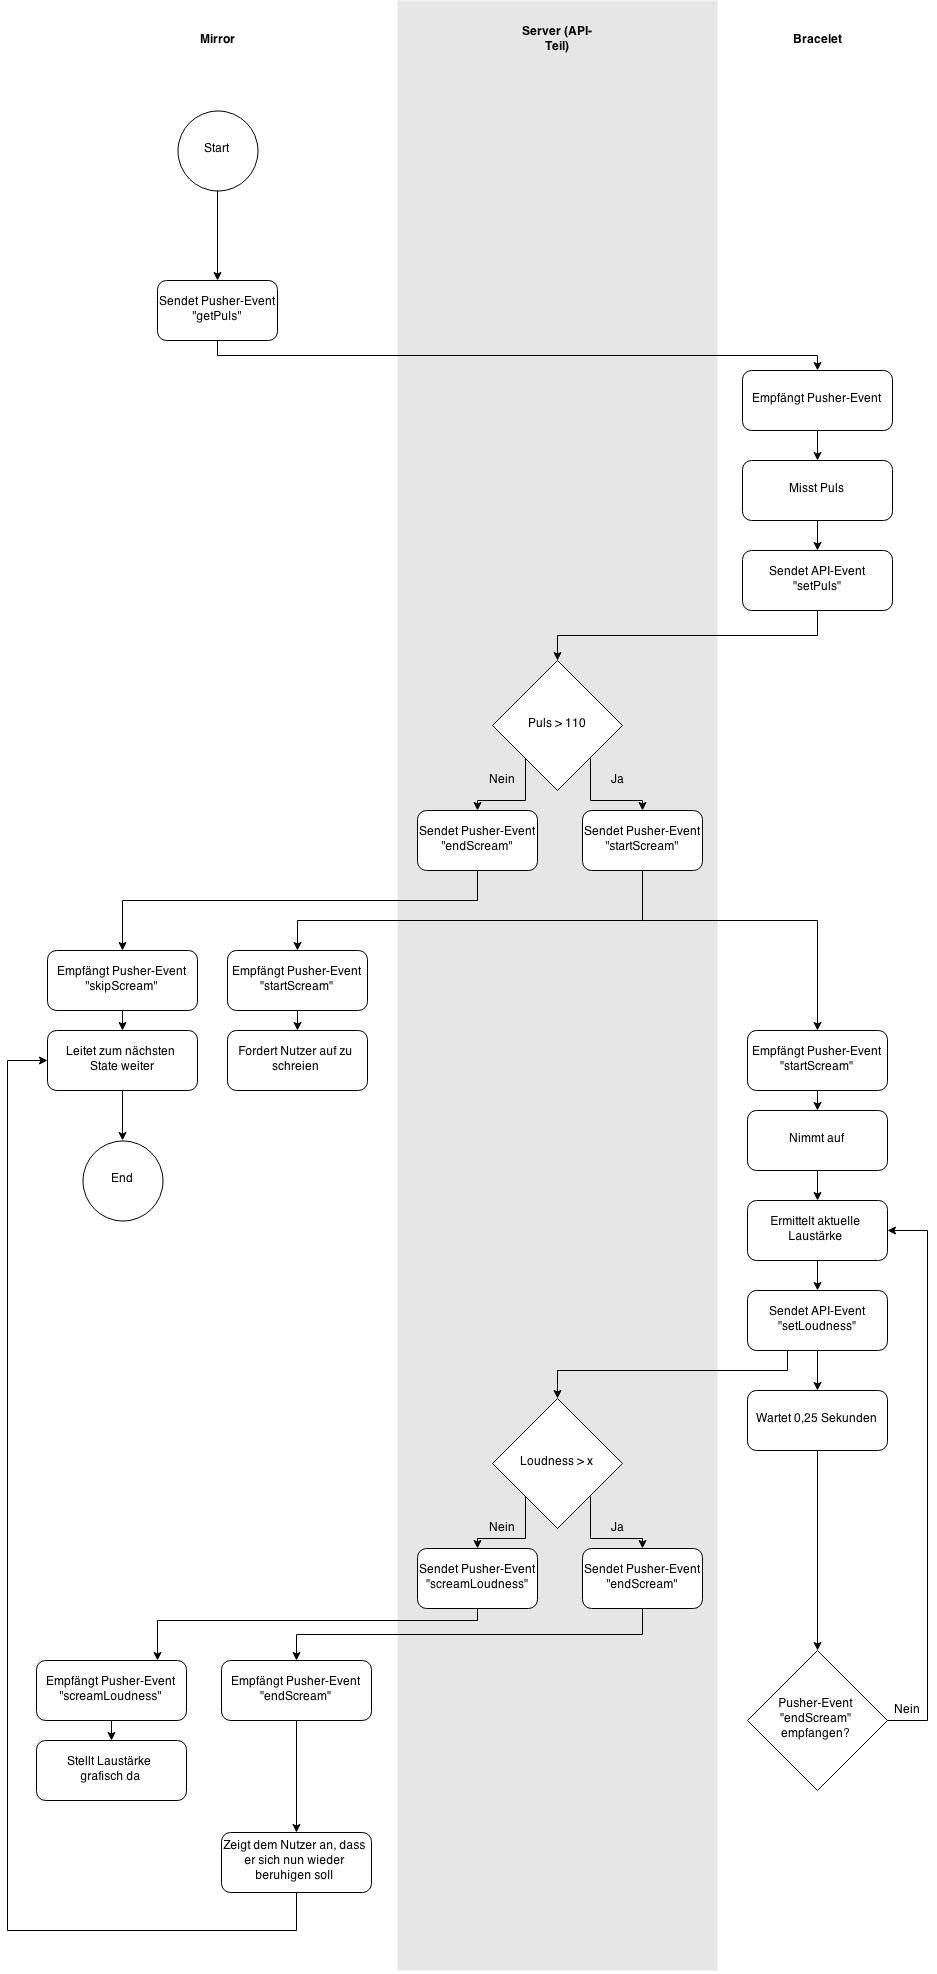 Mirror
Server (API-
Teil)
Bracelet
Start
Sendet Pusher-Event
"getPuls"
Empfängt Pusher-Event
Misst Puls
Sendet API-Event
"setPuls"
Puls > 110
Nein
Ja
Sendet Pusher-Event
"endScream"
Sendet Pusher-Event
"startScream"
Empfängt Pusher-Event
"skipScream"
Empfängt Pusher-Event
"startScream"
Leitet zum nächsten
State weiter
Fordert Nutzer auf zu
schreien
Empfängt Pusher-Event
"startScream"
Nimmt auf
End
Ermittelt aktuelle
Laustärke
Sendet API-Event
"setLoudness"
Wartet 0,25 Sekunden
Loudness > x
Nein
Ja
Sendet Pusher-Event
"screamLoudness"
Sendet Pusher-Event
"endScream"
Empfängt Pusher-Event
"screamLoudness"
Empfängt Pusher-Event
"endScream"
Pusher-Event
"endScream"
empfangen?
Nein
Stellt Laustärke
grafisch da
Zeigt dem Nutzer an, dass
er sich nun wieder
beruhigen soll